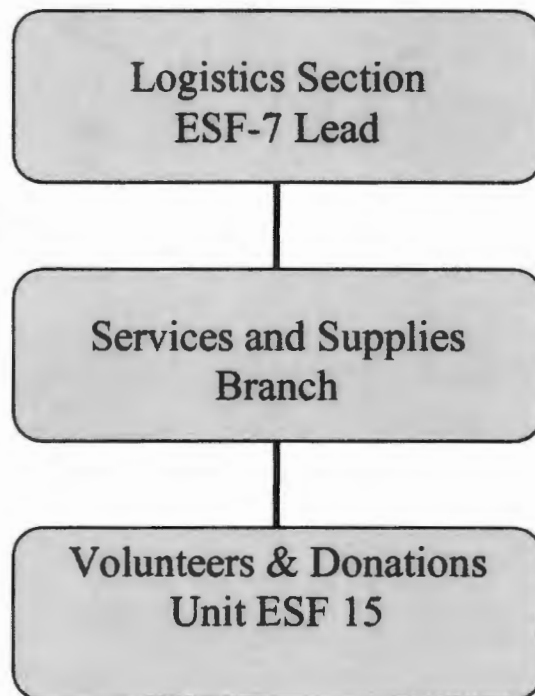 Logistics Section
ESF-7 Lead
Services and Supplies
Branch
Volunteers & Donations
Unit ESF 15